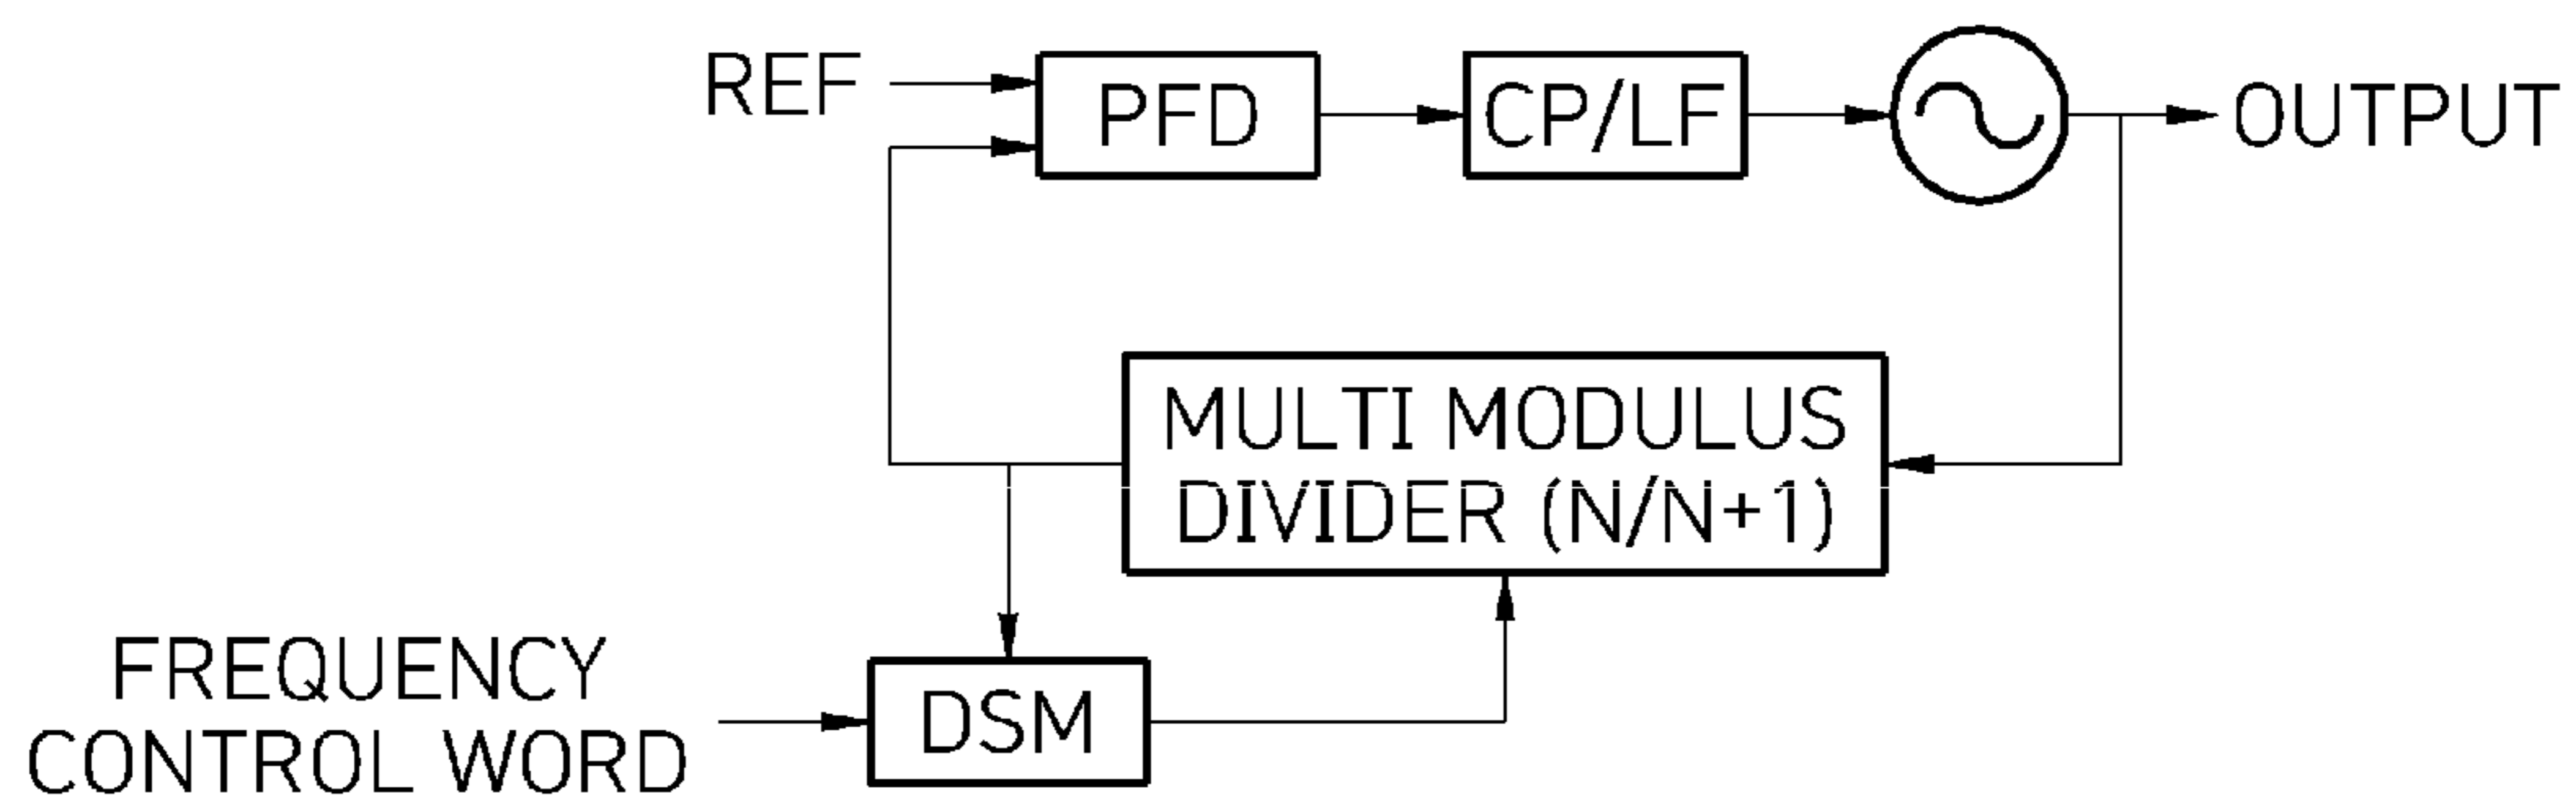 REF
PFD
CP/LF
OUTPUT
MULTI MODULUS
DIVIDER (N/N+1)
FREQUENCY
CONTROL WORD
DSM